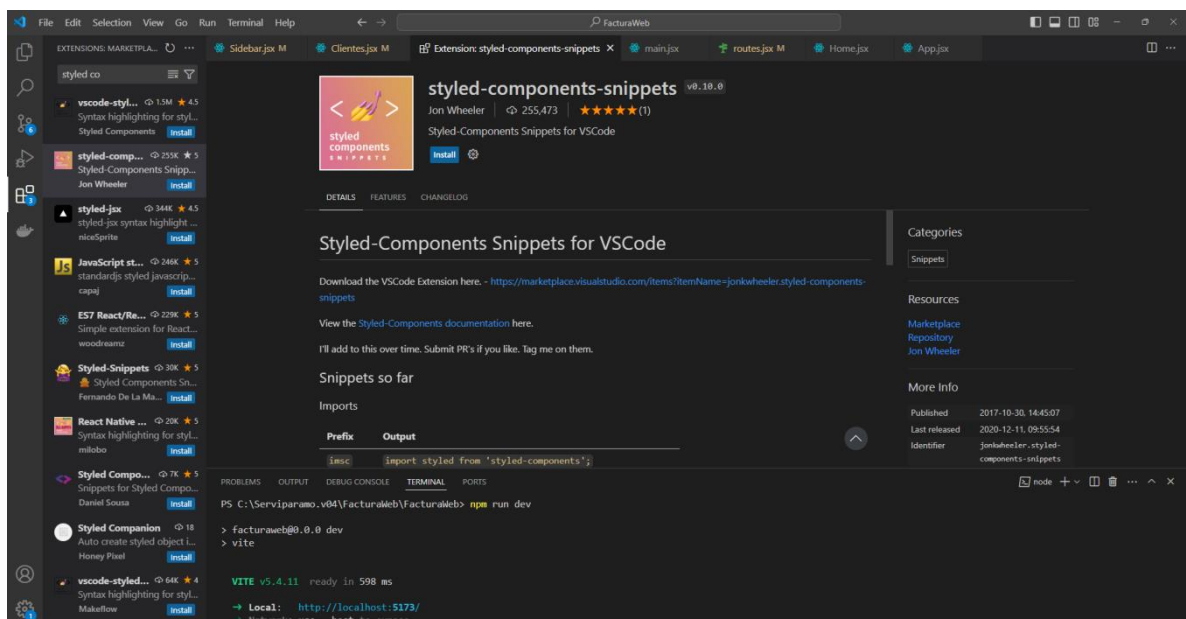 File Edit Selection View Go Run Terminal Help
FacturaWeb
EXTENSIONS: MARKETPLA...
Sidebar.jsx M
Clientes.jsx M
Extension: styled-components-snippets
main.jsx
routes.jsx M
Home.jsx
App.jsx
styled co
vscode-styl... 1.5M 4.5
Syntax highlighting for styl...
Styled Components Install
styled-comp... 255K 5
Styled-Components Snipp...
Jon Wheeler Install
styled-jsx 344K 4.5
styled-jsx syntax highlight ...
niceSprite Install
JavaScript st... 246K 5
standardjs styled javascrip...
capaj Install
ES7 React/Re... 229K 5
Simple extension for React...
woodreamz Install
Styled-Snippets 30K 5
Styled Components Sn...
Fernando De La Ma... Install
React Native ... 20K 5
Syntax highlighting for styl...
milobo Install
Styled Compo... 7K 5
Snippets for Styled Compo...
Daniel Sousa Install
Styled Companion 18
Auto create styled object i...
Honey Pixel Install
vscode-styled... 64K 4
Syntax highlighting for styl...
Makeflow Install
styled
components
SNIPPETS
styled-components-snippets v0.10.0
Jon Wheeler 255,473 (1)
Styled-Components Snippets for VSCode
Install
DETAILS FEATURES CHANGELOG
Styled-Components Snippets for VSCode
Download the VSCode Extension here. - https://marketplace.visualstudio.com/items?itemName=jonkwheeler.styled-components-
snippets
View the Styled-Components documentation here.
I'll add to this over time. Submit PR's if you like. Tag me on them.
Snippets so far
Imports
Prefix Output
imsc import styled from 'styled-components';
Categories
Snippets
Resources
Marketplace
Repository
Jon Wheeler
More Info
Published 2017-10-30, 14:45:07
Last released 2020-12-11, 09:55:54
Identifier jonkwheeler.styled-
components-snippets
PROBLEMS OUTPUT DEBUG CONSOLE TERMINAL PORTS
node
PS C:\Serviparamo.v04\FacturaWeb\FacturaWeb> npm run dev
> facturaweb@0.0.0 dev
> vite
VITE v5.4.11 ready in 598 ms
➜ Local: http://localhost:5173/